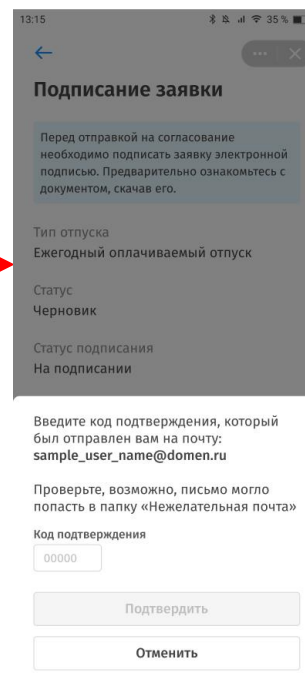 13:15
35 %
Подписание заявки
Перед отправкой на согласование
необходимо подписать заявку электронной
подписью. Предварительно ознакомьтесь с
документом, скачав его.
Тип отпуска
Ежегодный оплачиваемый отпуск
Статус
Черновик
Статус подписания
На подписании
Введите код подтверждения, который
был отправлен вам на почту:
sample_user_name@domen.ru
Проверьте, возможно, письмо могло
попасть в папку «Нежелательная почта»
Код подтверждения
00000
Подтвердить
Отменить